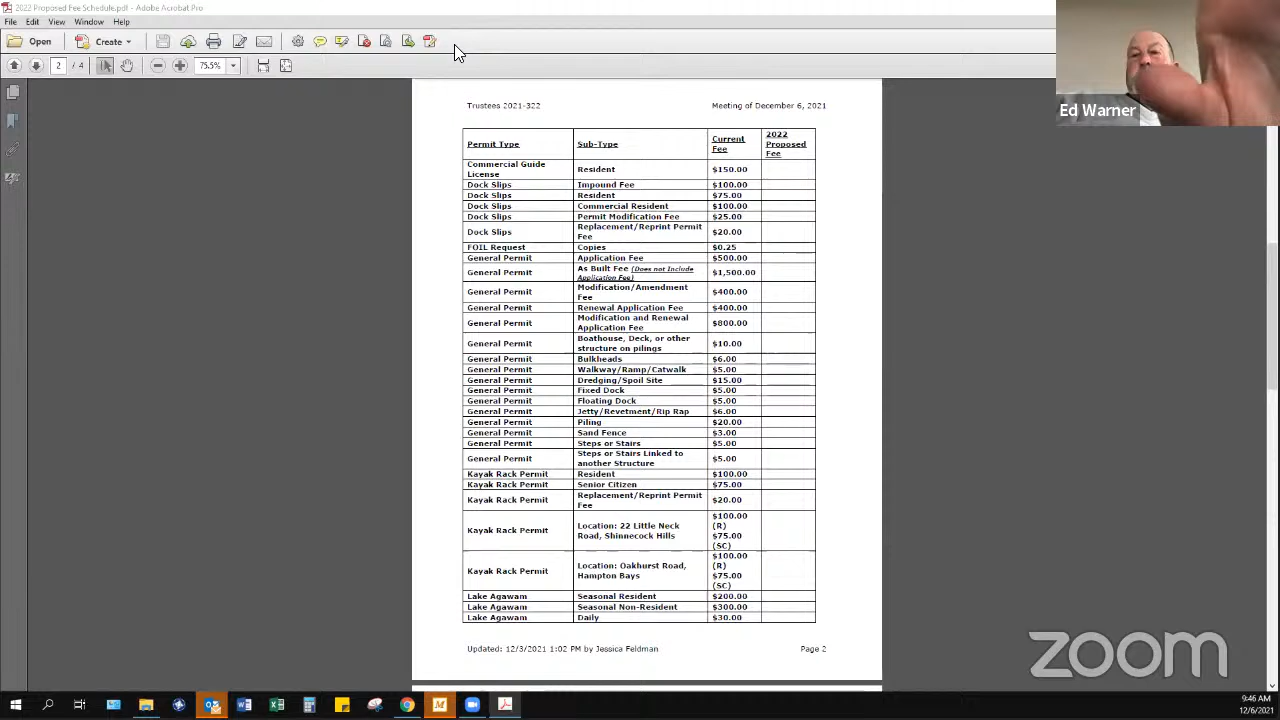 2022 Proposed Fee Schedule.pdf - Adobe Acrobat Pro
File Edit View Window Help
Open Create
2 / 4 75.5%
Ed Warner
Trustees 2021-322 Meeting of December 6, 2021
Permit Type Sub-Type Current Fee 2022 Proposed Fee
Commercial Guide License Resident $150.00
Dock Slips Impound Fee $100.00
Dock Slips Resident $75.00
Dock Slips Commercial Resident $100.00
Dock Slips Permit Modification Fee $25.00
Dock Slips Replacement/Reprint Permit Fee $20.00
FOIL Request Copies $0.25
General Permit Application Fee $500.00
General Permit As Built Fee (Does not Include Application Fee) $1,500.00
General Permit Modification/Amendment Fee $400.00
General Permit Renewal Application Fee $400.00
General Permit Modification and Renewal Application Fee $800.00
General Permit Boathouse, Deck, or other structure on pilings $10.00
General Permit Bulkheads $6.00
General Permit Walkway/Ramp/Catwalk $5.00
General Permit Dredging/Spoil Site $15.00
General Permit Fixed Dock $5.00
General Permit Floating Dock $5.00
General Permit Jetty/Revetment/Rip Rap $6.00
General Permit Piling $20.00
General Permit Sand Fence $3.00
General Permit Steps or Stairs $5.00
General Permit Steps or Stairs Linked to another Structure $5.00
Kayak Rack Permit Resident $100.00
Kayak Rack Permit Senior Citizen $75.00
Kayak Rack Permit Replacement/Reprint Permit Fee $20.00
Kayak Rack Permit Location: 22 Little Neck Road, Shinnecock Hills $100.00 (R) $75.00 (SC)
Kayak Rack Permit Location: Oakhurst Road, Hampton Bays $100.00 (R) $75.00 (SC)
Lake Agawam Seasonal Resident $200.00
Lake Agawam Seasonal Non-Resident $300.00
Lake Agawam Daily $30.00
Updated: 12/3/2021 1:02 PM by Jessica Feldman Page 2
zoom
9:46 AM
12/6/2021